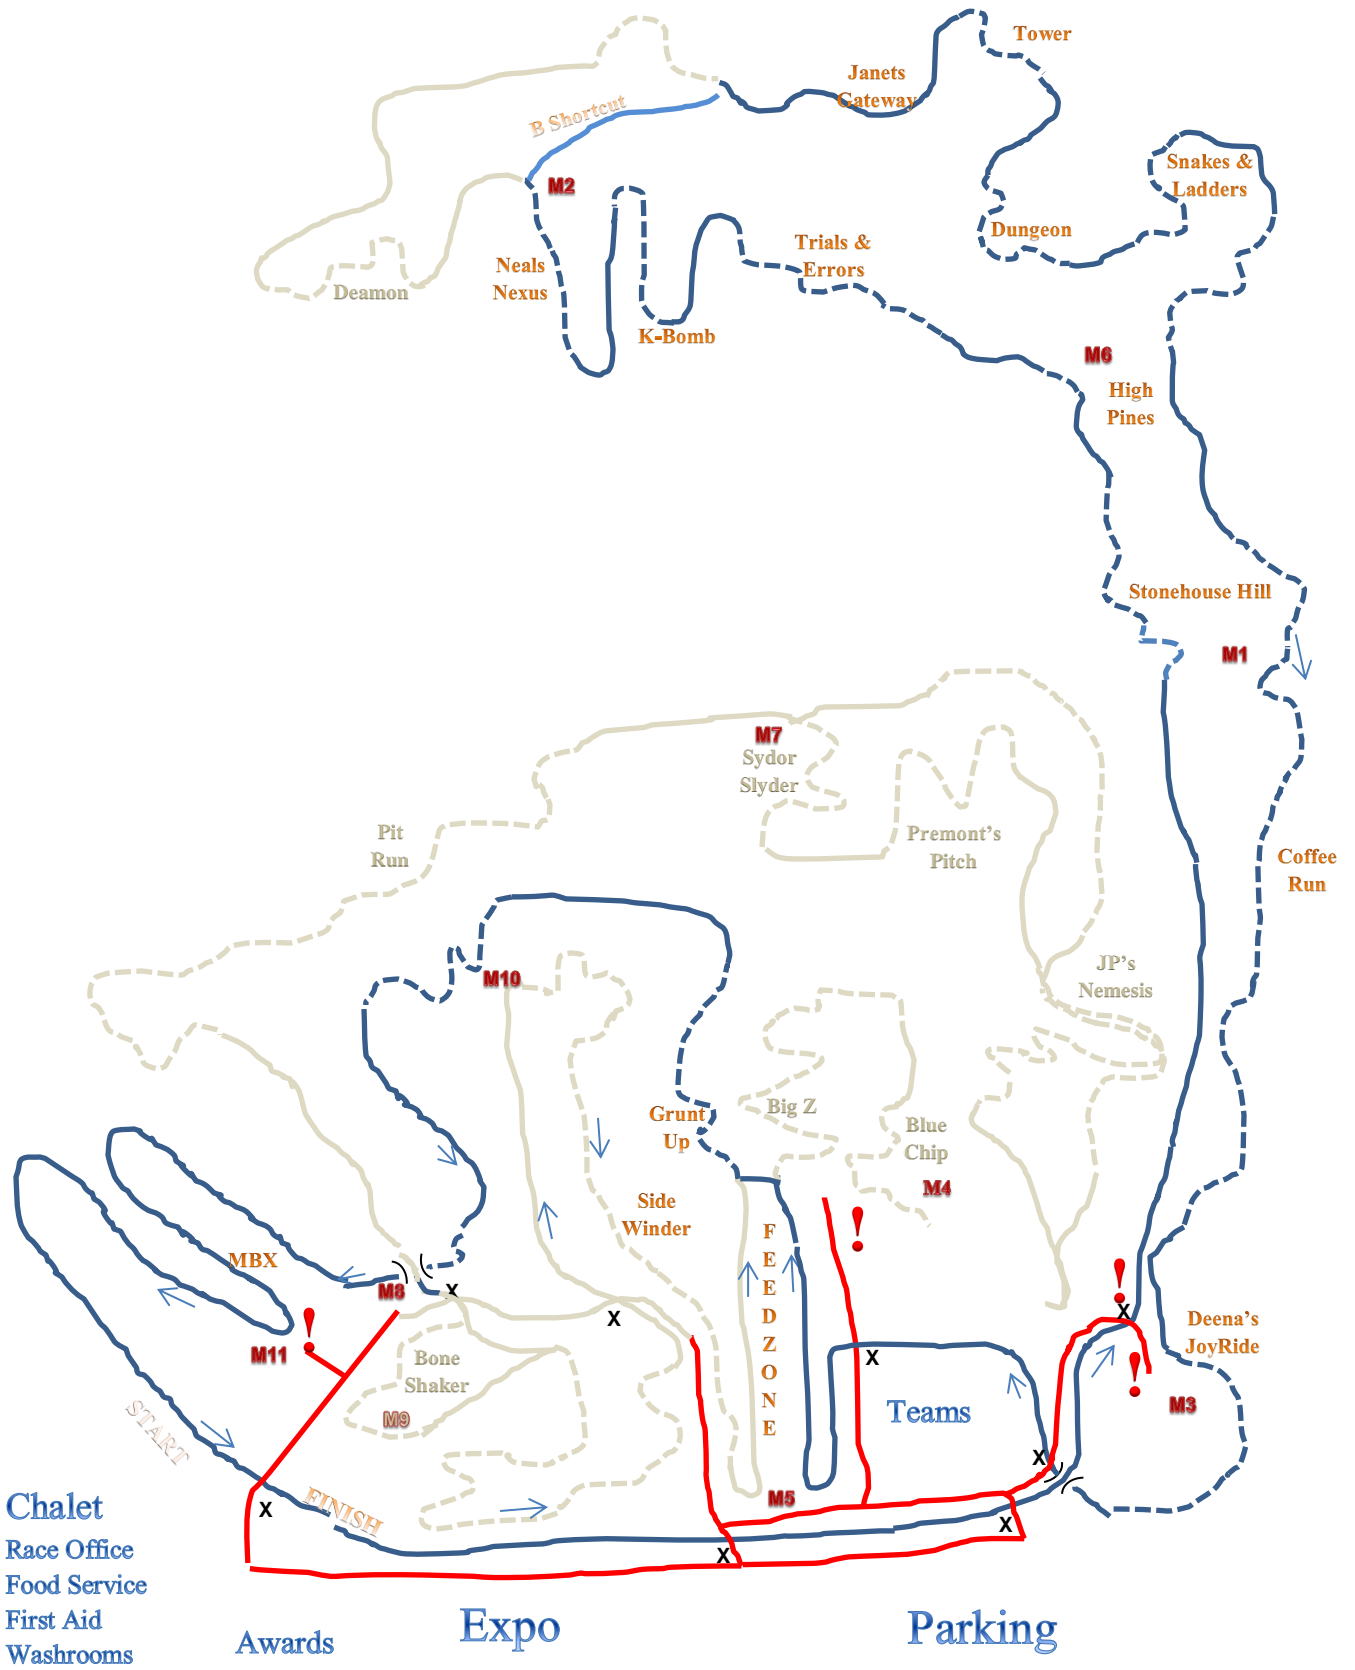 Tower
Janets
Gateway
B Shortcut
Snakes &
Ladders
M2
Dungeon
Trials &
Errors
Neals
Nexus
Deamon
K-Bomb
M6
High
Pines
Stonehouse Hill
M1
M7
Sydor
Slyder
Pit
Run
Premont's
Pitch
Coffee
Run
JP's
Nemesis
M10
Big Z
Grunt
Up
Blue
Chip
M4
Side
Winder
FEEDZONE
MBX
M8
X
X
X
Deena's
JoyRide
M11
Bone
Shaker
M9
X
Teams
M3
START
X
M5
FINISH
X
X
X
Chalet
Race Office
Food Service
First Aid
Washrooms
Awards
Expo
Parking